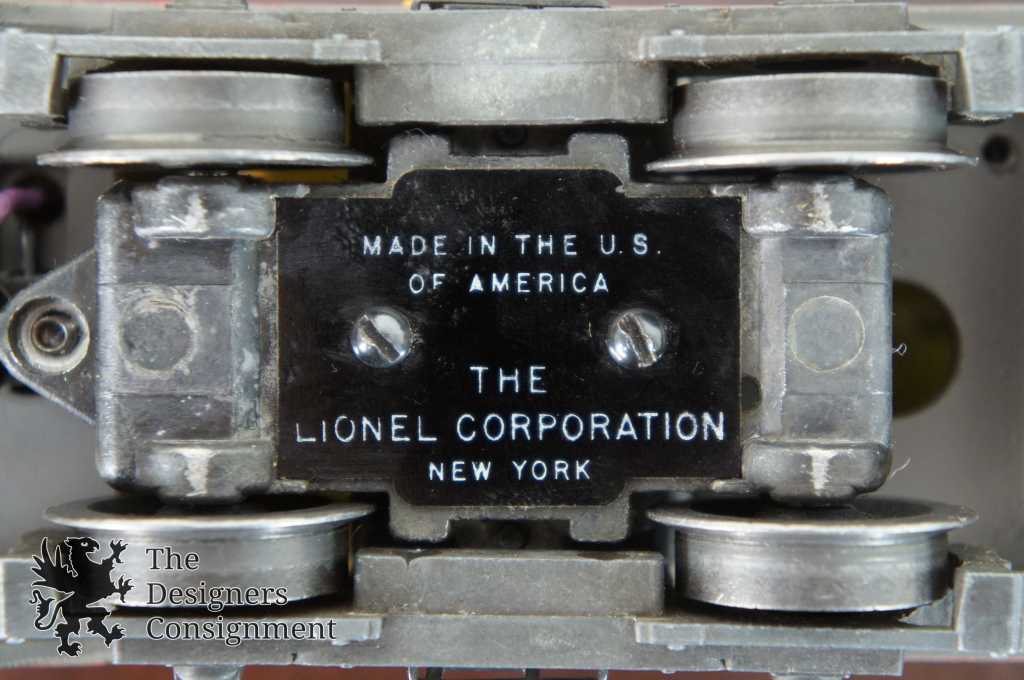 MADE IN THE U.S.
OF AMERICA
THE
LIONEL CORPORATION
NEW YORK
The
Designers
Consignment